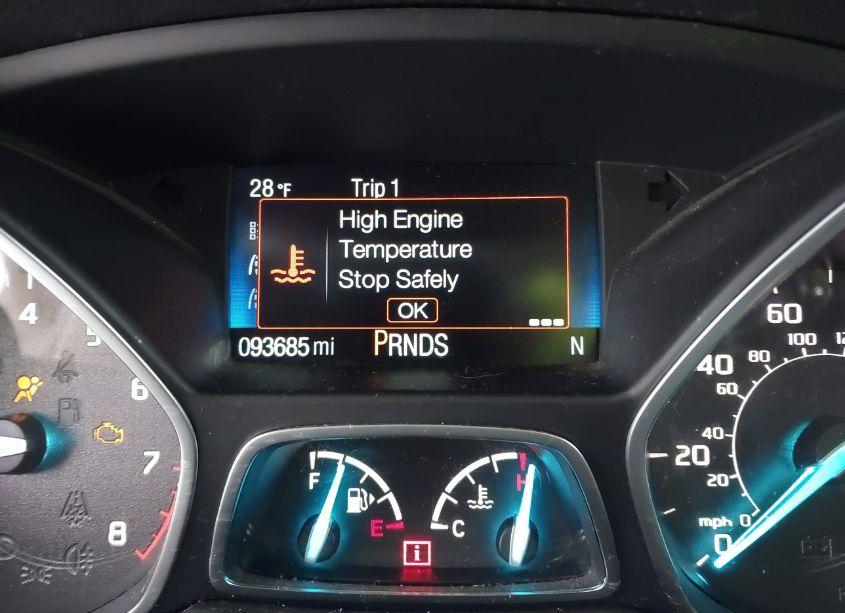 28°F Trip 1
High Engine
Temperature
Stop Safely
OK
093685 mi PRNDS N
4
5
6
7
8
F
E
C
H
i
60
40
20
0
mph
100
80
60
40
20
0